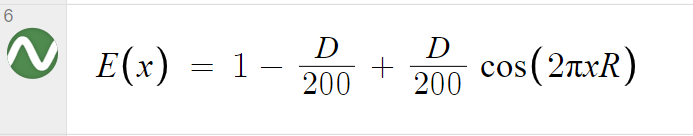 6
E(x) = 1 − D/200 + D/200 cos(2πxR)